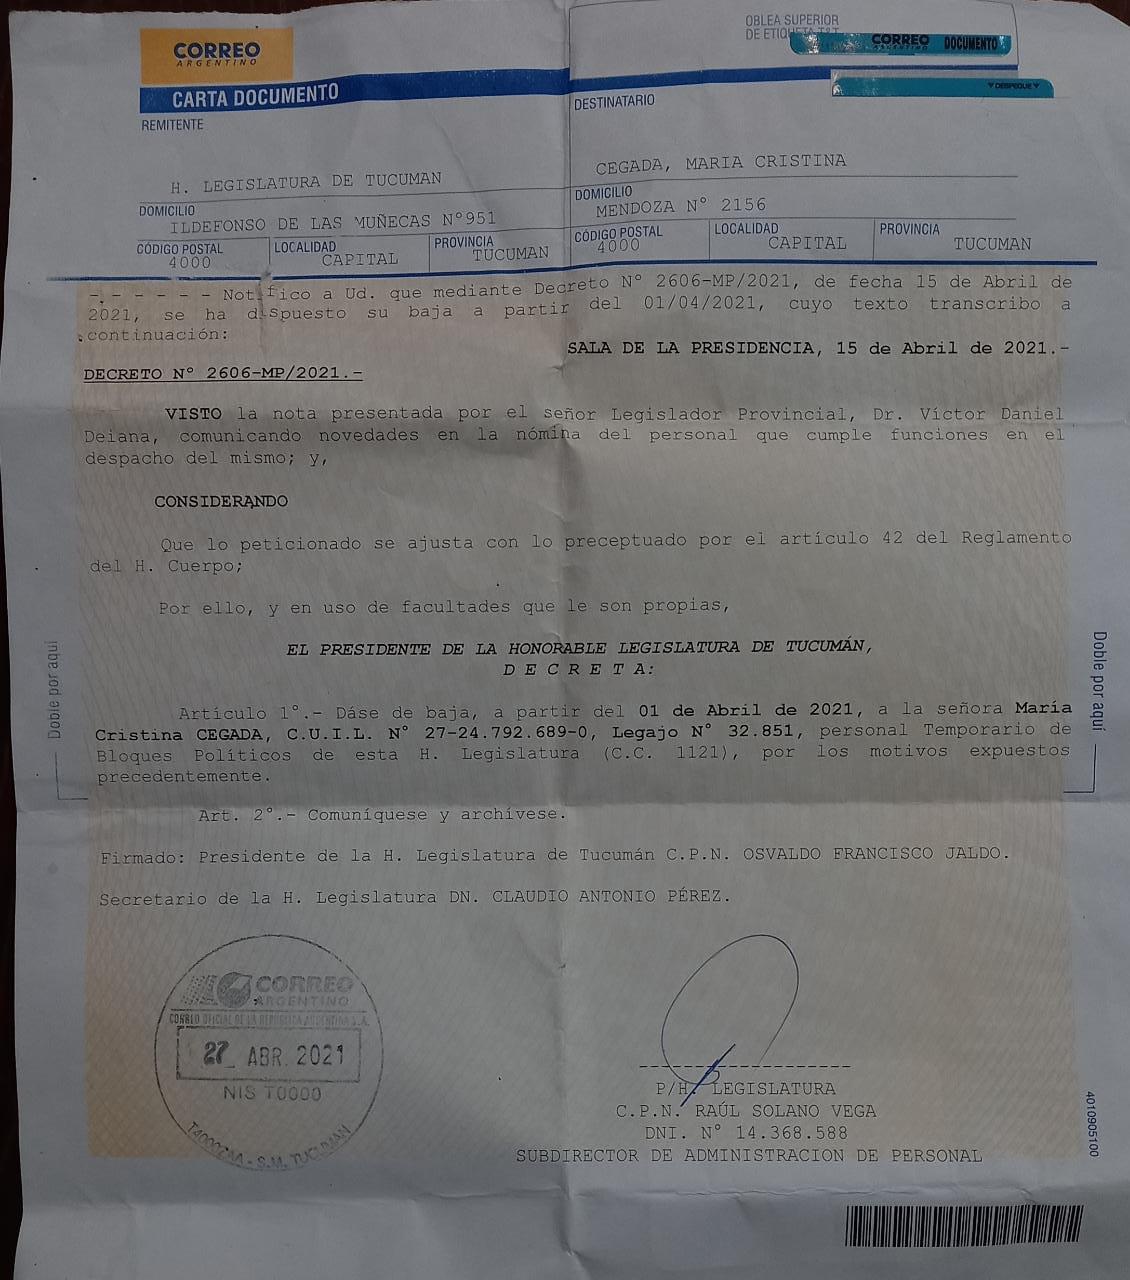 CORREO
ARGENTINO
OBLEA SUPERIOR
DE ETIQUETA T&T
CORREO
ARGENTINO
DOCUMENTO
DESPEGUE
CARTA DOCUMENTO
REMITENTE
DESTINATARIO
H. LEGISLATURA DE TUCUMAN
CEGADA, MARIA CRISTINA
DOMICILIO
ILDEFONSO DE LAS MUÑECAS N°951
DOMICILIO
MENDOZA N° 2156
CÓDIGO POSTAL
4000
LOCALIDAD
CAPITAL
PROVINCIA
TUCUMAN
CÓDIGO POSTAL
4000
LOCALIDAD
CAPITAL
PROVINCIA
TUCUMAN
-.- - - - - Notifico a Ud. que mediante Decreto N° 2606-MP/2021, de fecha 15 de Abril de
2021, se ha dispuesto su baja a partir del 01/04/2021, cuyo texto transcribo a
continuación:
SALA DE LA PRESIDENCIA, 15 de Abril de 2021.-
DECRETO N° 2606-MP/2021.-
VISTO la nota presentada por el señor Legislador Provincial, Dr. Víctor Daniel
Deiana, comunicando novedades en la nómina del personal que cumple funciones en el
despacho del mismo; y,
CONSIDERANDO
Que lo peticionado se ajusta con lo preceptuado por el artículo 42 del Reglamento
del H. Cuerpo;
Por ello, y en uso de facultades que le son propias,
EL PRESIDENTE DE LA HONORABLE LEGISLATURA DE TUCUMÁN,
D E C R E T A:
Artículo 1°.- Dáse de baja, a partir del 01 de Abril de 2021, a la señora María
Cristina CEGADA, C.U.I.L. N° 27-24.792.689-0, Legajo N° 32.851, personal Temporario de
Bloques Políticos de esta H. Legislatura (C.C. 1121), por los motivos expuestos
precedentemente.
Art. 2°.- Comuníquese y archívese.
Firmado: Presidente de la H. Legislatura de Tucumán C.P.N. OSVALDO FRANCISCO JALDO.
Secretario de la H. Legislatura DN. CLAUDIO ANTONIO PÉREZ.
Doble por aquí
Doble por aquí
CORREO
ARGENTINO
CORREO OFICIAL DE LA REPUBLICA ARGENTINA S.A.
27 ABR. 2021
NIS T0000
T4000ZAA - S.M. TUCUMÁN
P/H. LEGISLATURA
C.P.N. RAÚL SOLANO VEGA
DNI. N° 14.368.588
SUBDIRECTOR DE ADMINISTRACION DE PERSONAL
4010905100